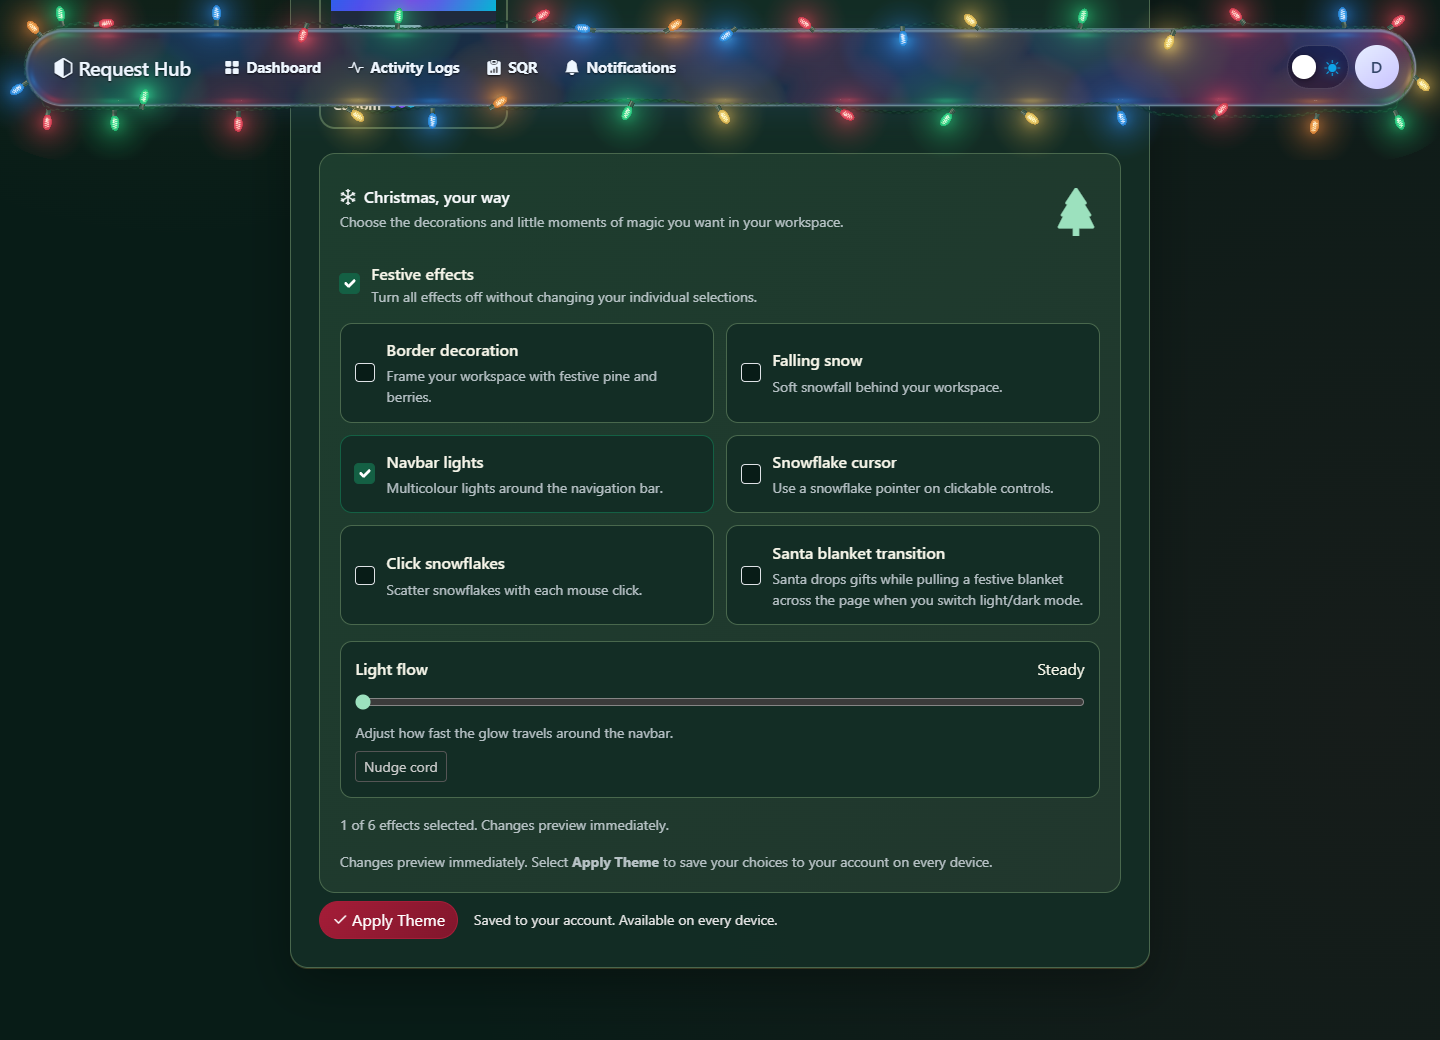 Request Hub
Dashboard
Activity Logs
SQR
Notifications
D
Christmas, your way
Choose the decorations and little moments of magic you want in your workspace.
Festive effects
Turn all effects off without changing your individual selections.
Border decoration
Frame your workspace with festive pine and
berries.
Falling snow
Soft snowfall behind your workspace.
Navbar lights
Multicolour lights around the navigation bar.
Snowflake cursor
Use a snowflake pointer on clickable controls.
Click snowflakes
Scatter snowflakes with each mouse click.
Santa blanket transition
Santa drops gifts while pulling a festive blanket
across the page when you switch light/dark mode.
Light flow
Steady
Adjust how fast the glow travels around the navbar.
Nudge cord
1 of 6 effects selected. Changes preview immediately.
Changes preview immediately. Select Apply Theme to save your choices to your account on every device.
Apply Theme
Saved to your account. Available on every device.